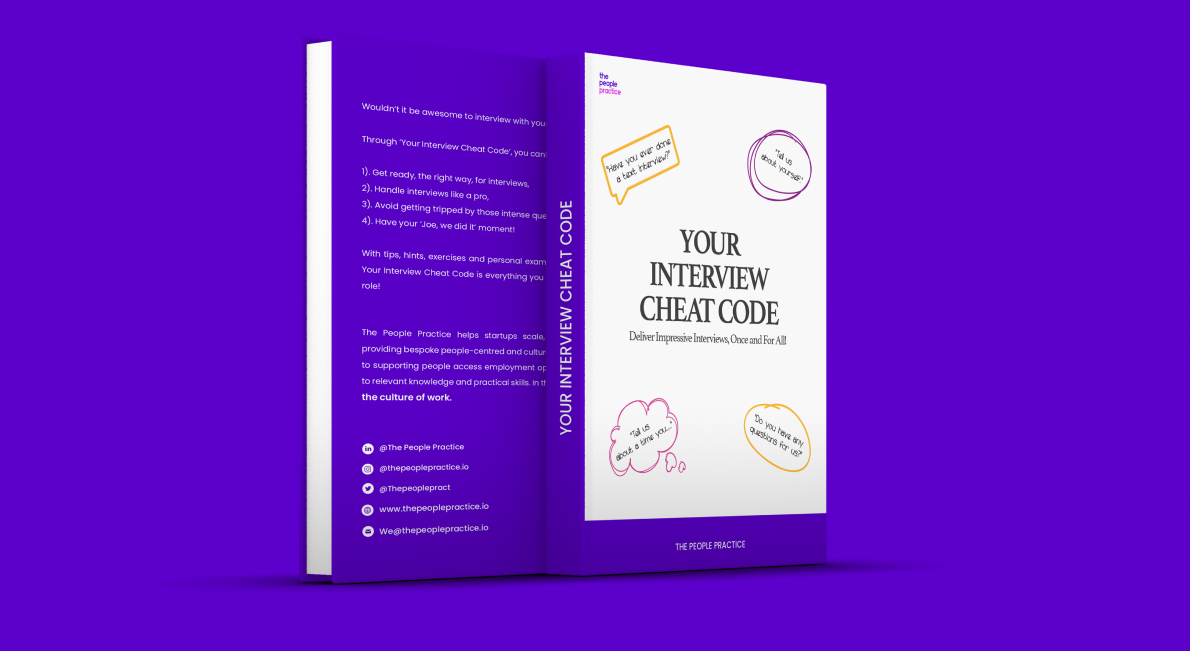 Wouldn't it be awesome to interview with you
Through 'Your Interview Cheat Code', you can
1). Get ready, the right way, for interviews,
2). Handle interviews like a pro,
3). Avoid getting tripped by those intense que
4). Have your 'Joe, we did it' moment!
With tips, hints, exercises and personal exam
Your Interview Cheat Code is everything you
role!
The People Practice helps startups scale,
providing bespoke people-centred and cultur
to supporting people access employment op
to relevant knowledge and practical skills. In th
the culture of work.
@The People Practice
@thepeoplepractice.io
@Thepeoplepract
www.thepeoplepractice.io
We@thepeoplepractice.io
YOUR INTERVIEW CHEAT CODE
the
people
practice
"Have you ever done
a text interview?"
"Tell us
about yourself."
YOUR
INTERVIEW
CHEAT CODE
Deliver Impressive Interviews, Once and For All!
"Tell us
about a time you..."
"Do you have any
questions for us?"
THE PEOPLE PRACTICE